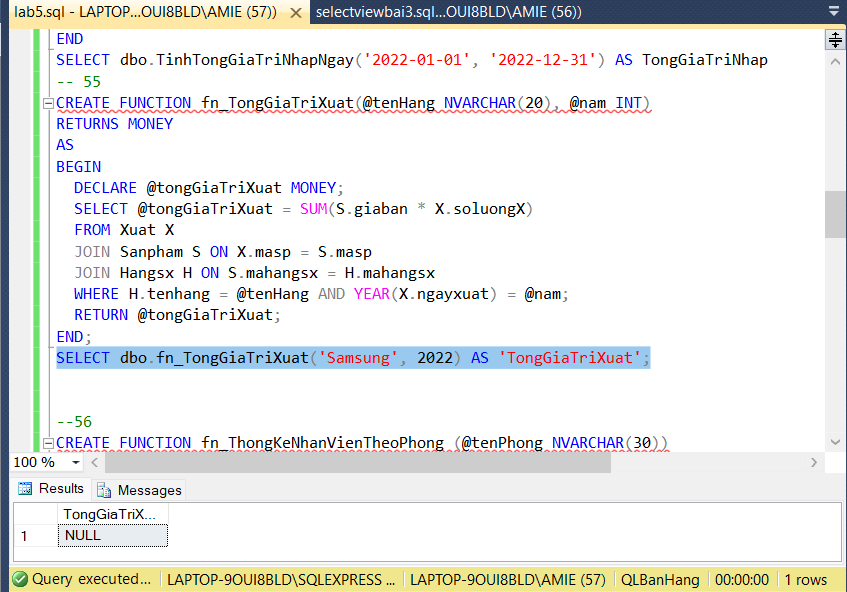 lab5.sql - LAPTOP...OUI8BLD\AMIE (57))
selectviewbai3.sql...OUI8BLD\AMIE (56))
END
SELECT dbo.TinhTongGiaTriNhapNgay('2022-01-01', '2022-12-31') AS TongGiaTriNhap
-- 55
CREATE FUNCTION fn_TongGiaTriXuat(@tenHang NVARCHAR(20), @nam INT)
RETURNS MONEY
AS
BEGIN
DECLARE @tongGiaTriXuat MONEY;
SELECT @tongGiaTriXuat = SUM(S.giaban * X.soluongX)
FROM Xuat X
JOIN Sanpham S ON X.masp = S.masp
JOIN Hangsx H ON S.mahangsx = H.mahangsx
WHERE H.tenhang = @tenHang AND YEAR(X.ngayxuat) = @nam;
RETURN @tongGiaTriXuat;
END;
SELECT dbo.fn_TongGiaTriXuat('Samsung', 2022) AS 'TongGiaTriXuat';
--56
CREATE FUNCTION fn_ThongKeNhanVienTheoPhong (@tenPhong NVARCHAR(30))
100 %
Results Messages
TongGiaTriX...
1 NULL
Query executed... LAPTOP-9OUI8BLD\SQLEXPRESS ... LAPTOP-9OUI8BLD\AMIE (57) QLBanHang 00:00:00 1 rows